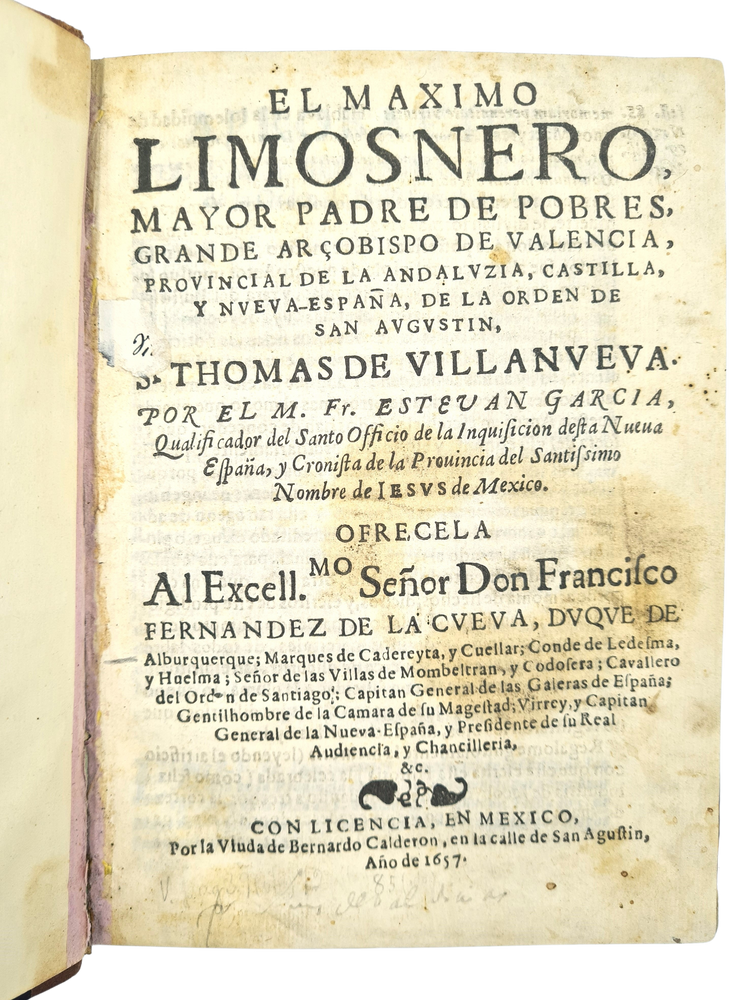 EL MAXIMO
LIMOSNERO,
MAYOR PADRE DE POBRES,
GRANDE ARÇOBISPO DE VALENCIA,
PROVINCIAL DE LA ANDALVZIA, CASTILLA,
Y NVEVA-ESPAÑA, DE LA ORDEN DE
SAN AVGVSTIN,
S. THOMAS DE VILLANVEVA.
POR EL M. Fr. ESTEVAN GARCIA,
Qualificador del Santo Officio de la Inquiſicion deſta Nueua
Eſpaña, y Croniſta de la Prouincia del Santiſsimo
Nombre de IESVS de Mexico.
OFRECELA
Al Excell.MO Señor Don Franciſco
FERNANDEZ DE LA CVEVA, DVQVE DE
Alburquerque; Marques de Cadereyta, y Cuellar; Conde de Ledeſma,
y Huelma; Señor de las Villas de Mombeltran, y Codoſera; Cavallero
del Orden de Santiago; Capitan General de las Galeras de Eſpaña;
Gentilhombre de la Camara de ſu Mageſtad; Virrey, y Capitan
General de la Nueva-Eſpaña, y Preſidente de ſu Real
Audiencia, y Chancilleria,
&c.
CON LICENCIA, EN MEXICO,
Por la Viuda de Bernardo Calderon, en la calle de San Aguſtin,
Año de 1657.